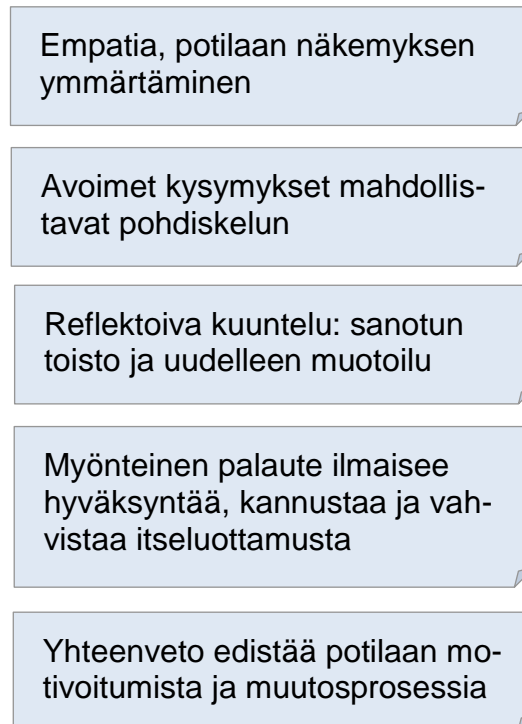 Empatia, potilaan näkemyksen
ymmärtäminen
Avoimet kysymykset mahdollis-
tavat pohdiskelun
Reflektoiva kuuntelu: sanotun
toisto ja uudelleen muotoilu
Myönteinen palaute ilmaisee
hyväksyntää, kannustaa ja vah-
vistaa itseluottamusta
Yhteenveto edistää potilaan mo-
tivoitumista ja muutosprosessia